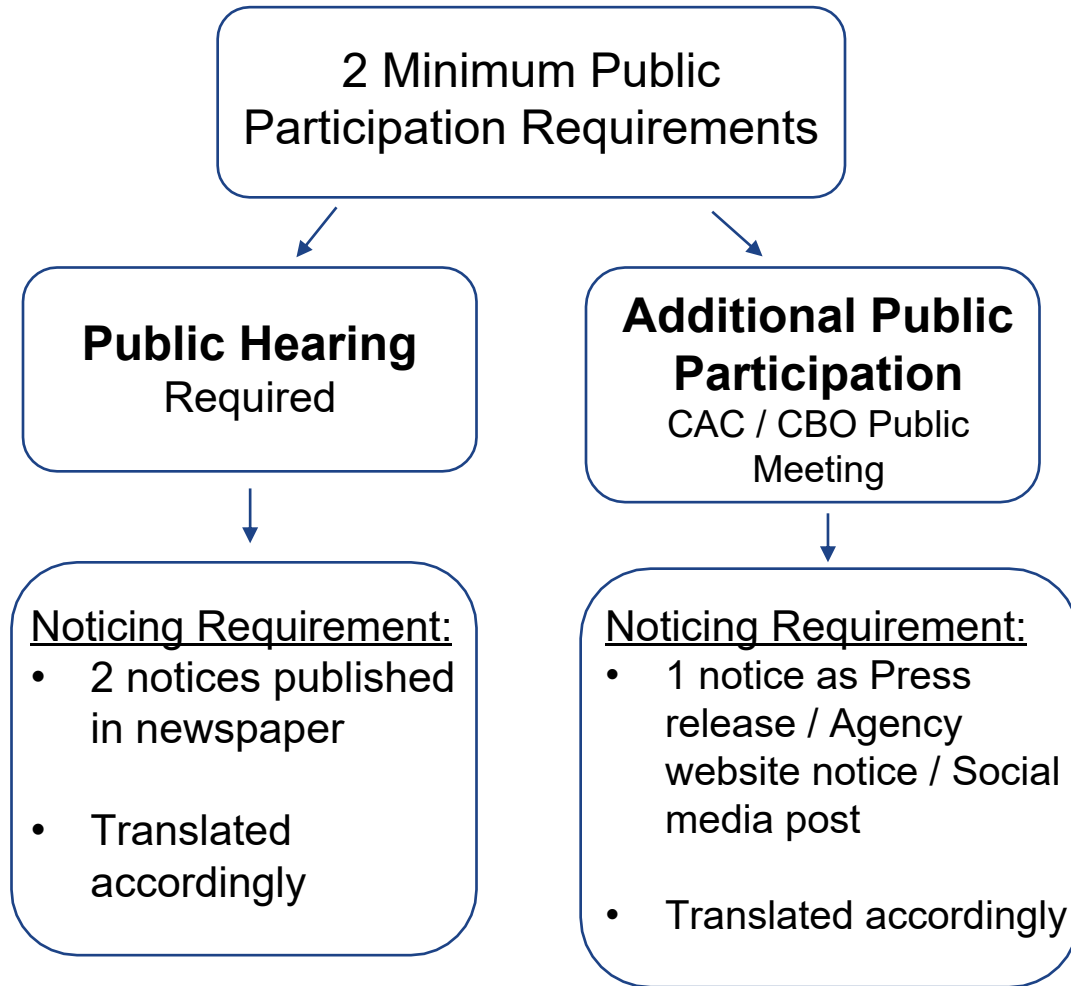 2 Minimum Public
Participation Requirements
Public Hearing
Required
Additional Public
Participation
CAC / CBO Public
Meeting
Noticing Requirement:
• 2 notices published
in newspaper
• Translated
accordingly
Noticing Requirement:
• 1 notice as Press
release / Agency
website notice / Social
media post
• Translated accordingly